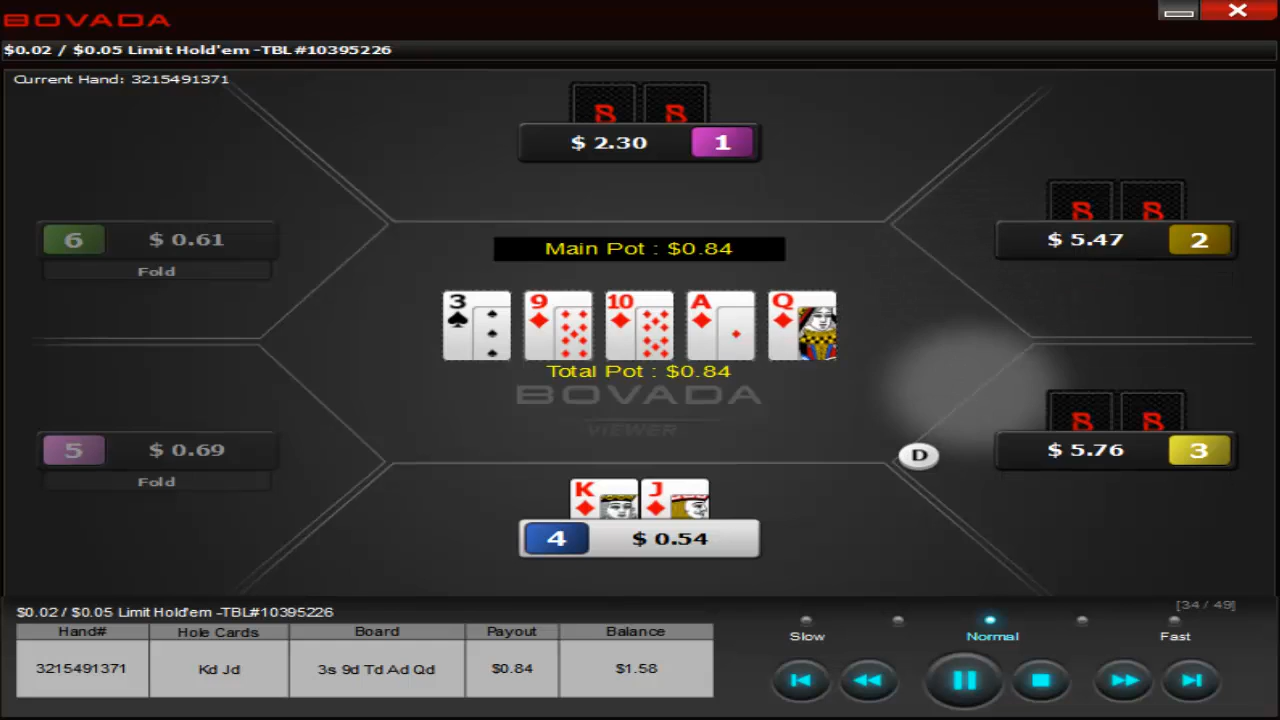 BOVADA
$0.02 / $0.05 Limit Hold'em -TBL#10395226
Current Hand: 3215491371
$ 2.30 1
6 $ 0.61
Fold
$ 5.47 2
Main Pot : $0.84
3 9 10 A Q
Total Pot : $0.84
BOVADA
VIEWER
5 $ 0.69
Fold
D
$ 5.76 3
K J
4 $ 0.54
$0.02 / $0.05 Limit Hold'em -TBL#10395226
[34 / 49]
Hand# Hole Cards Board Payout Balance
3215491371 Kd Jd 3s 9d Td Ad Qd $0.84 $1.58
Slow Normal Fast